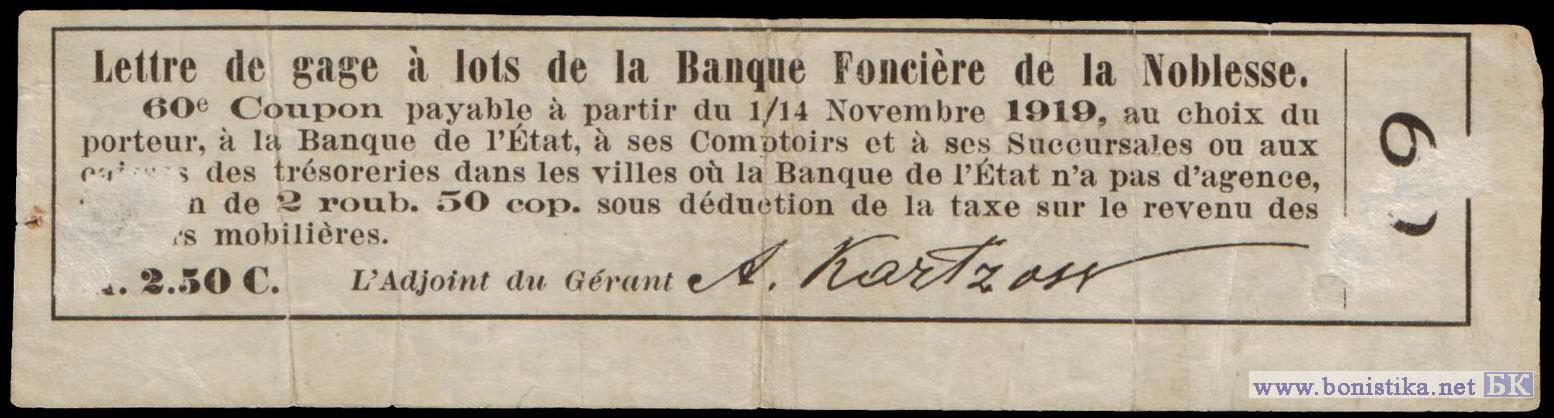 Lettre de gage à lots de la Banque Foncière de la Noblesse.
60e Coupon payable à partir du 1/14 Novembre 1919, au choix du
porteur, à la Banque de l'État, à ses Comptoirs et à ses Succursales ou aux
des trésoreries dans les villes où la Banque de l'État n'a pas d'agence,
de 2 roub. 50 cop. sous déduction de la taxe sur le revenu des
mobilières.
2.50 C. L'Adjoint du Gérant A. Kartzow
www.bonistika.net БК